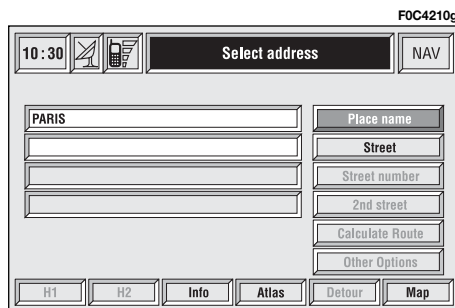 F0C4210g
10:30 Select address NAV
PARIS Place name
Street
Street number
2nd street
Calculate Route
Other Options
H1 H2 Info Atlas Detour Map